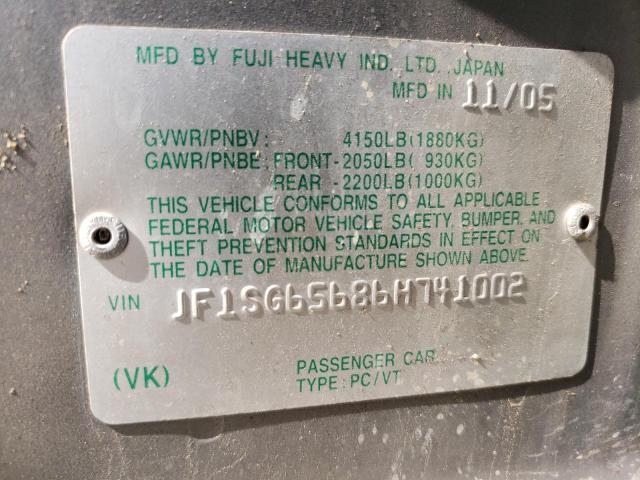 MFD BY FUJI HEAVY IND. LTD. JAPAN
MFD IN 11/05
GVWR/PNBV: 4150LB(1880KG)
GAWR/PNBE FRONT-2050LB( 930KG)
REAR -2200LB(1000KG)
THIS VEHICLE CONFORMS TO ALL APPLICABLE
FEDERAL MOTOR VEHICLE SAFETY, BUMPER, AND
THEFT PREVENTION STANDARDS IN EFFECT ON
THE DATE OF MANUFACTURE SHOWN ABOVE.
VIN JF1SG65686H741002
(VK)
PASSENGER CAR
TYPE:PC/VT